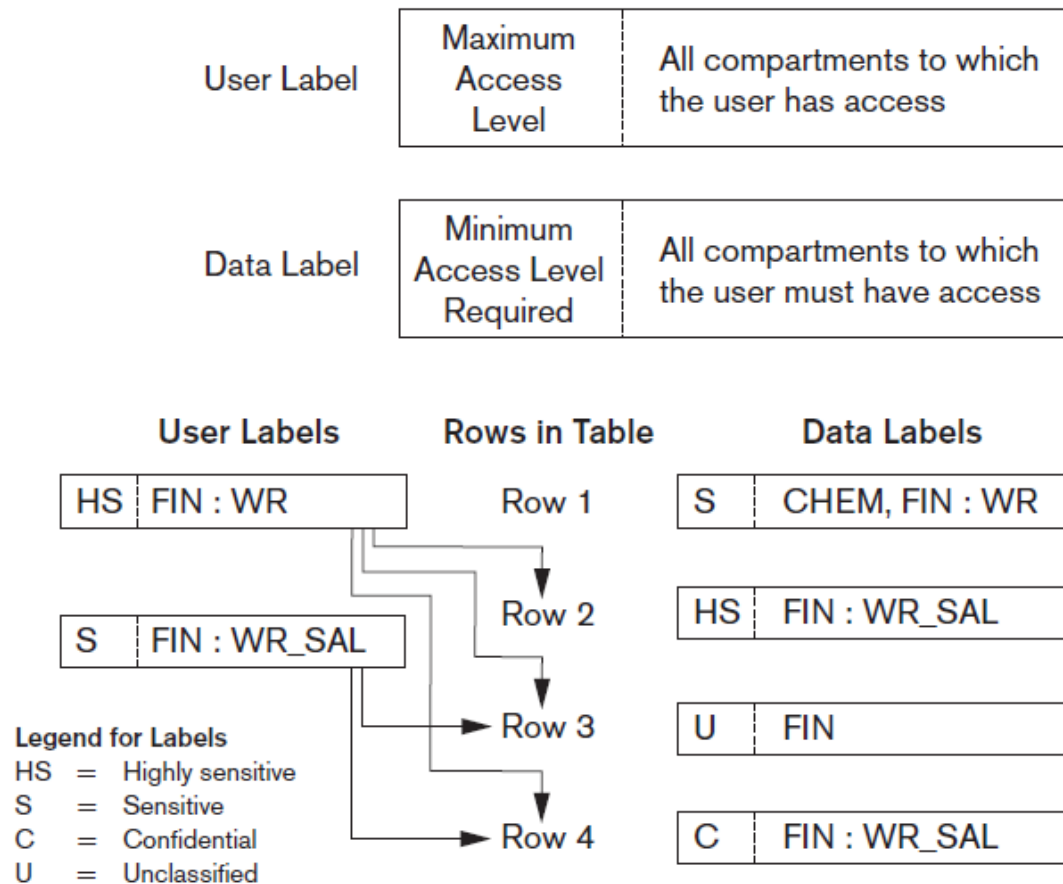 User Label
Maximum
Access
Level
All compartments to which
the user has access
Data Label
Minimum
Access Level
Required
All compartments to which
the user must have access
User Labels
Rows in Table
Data Labels
HS FIN : WR
Row 1
S CHEM, FIN : WR
Row 2
HS FIN : WR_SAL
S FIN : WR_SAL
Row 3
U FIN
Legend for Labels
HS = Highly sensitive
S = Sensitive
C = Confidential
U = Unclassified
Row 4
C FIN : WR_SAL